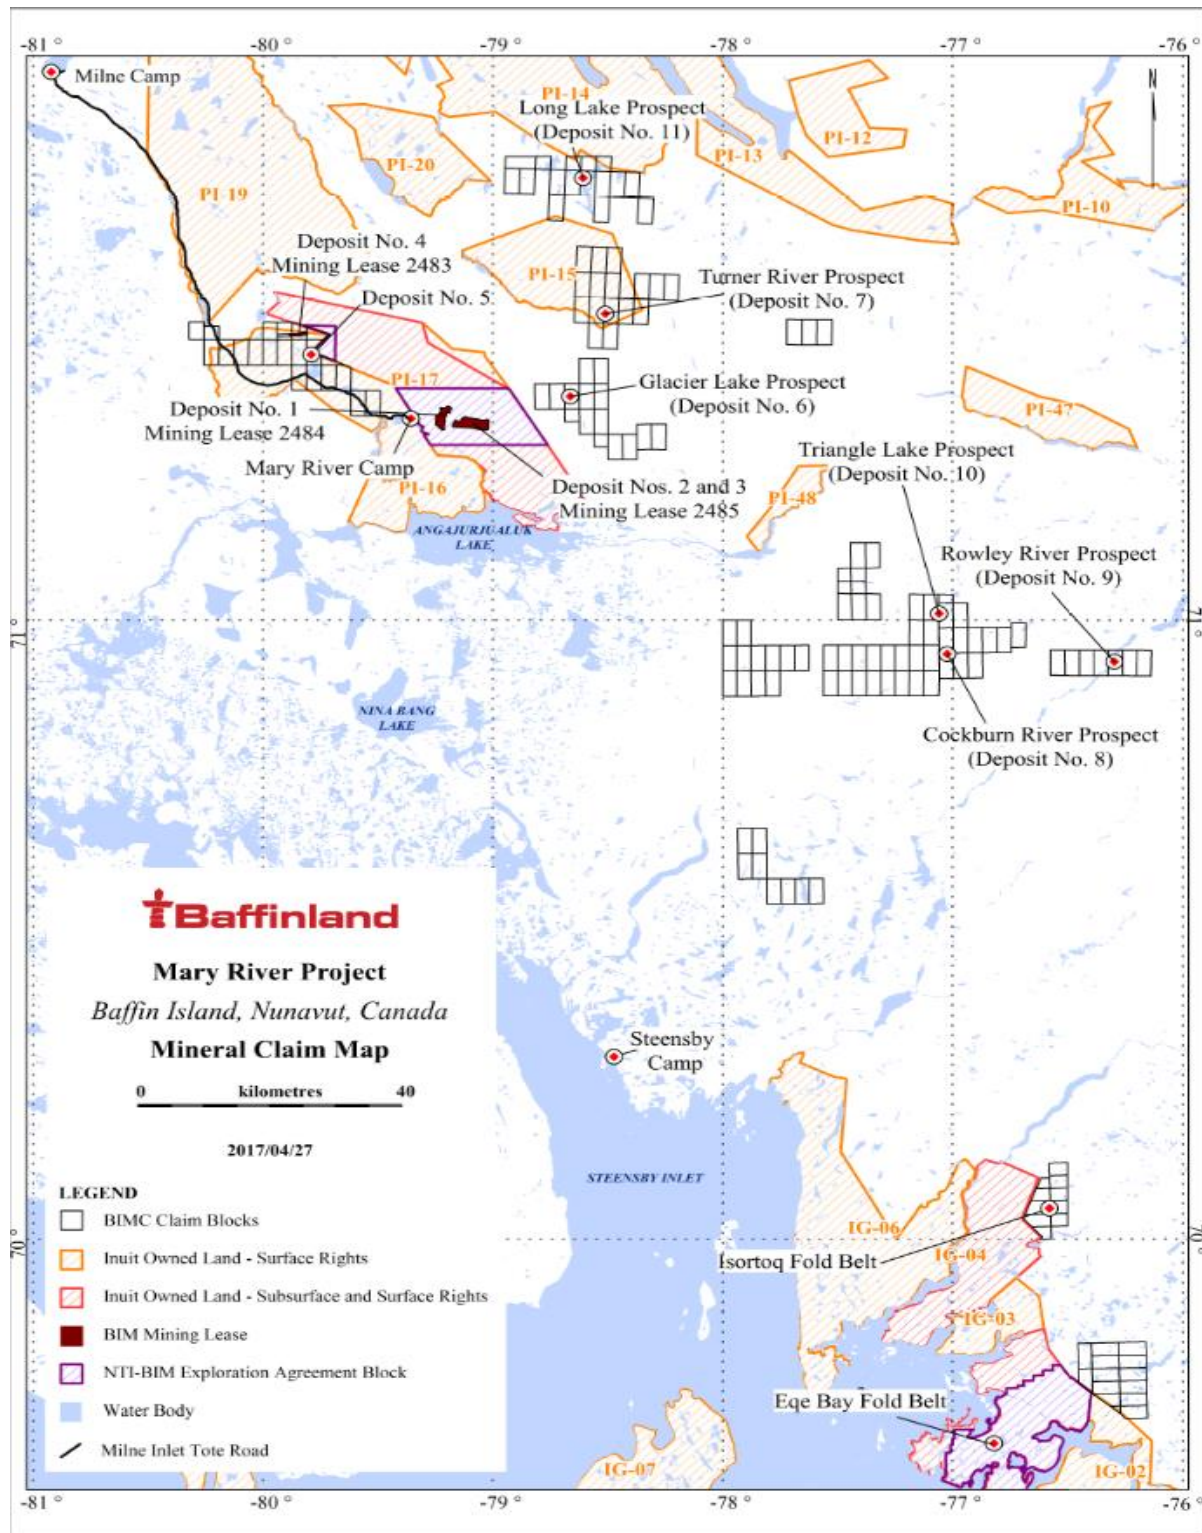 -81 °
-80 °
-79 °
-78 °
-77 °
-76 °
Milne Camp
N
PI-14
Long Lake Prospect
(Deposit No. 11)
PI-12
PI-13
PI-20
PI-19
PI-10
Deposit No. 4
Mining Lease 2483
Deposit No. 5
PI-15
Turner River Prospect
(Deposit No. 7)
PI-17
Glacier Lake Prospect
(Deposit No. 6)
PI-47
Deposit No. 1
Mining Lease 2484
Mary River Camp
PI-16
Deposit Nos. 2 and 3
Mining Lease 2485
Triangle Lake Prospect
(Deposit No. 10)
PI-48
ANGAJURJUALUK
LAKE
Rowley River Prospect
(Deposit No. 9)
71 °
71 °
NINA BANG
LAKE
Cockburn River Prospect
(Deposit No. 8)
Baffinland
Mary River Project
Baffin Island, Nunavut, Canada
Mineral Claim Map
0 kilometres 40
2017/04/27
LEGEND
BIMC Claim Blocks
Inuit Owned Land - Surface Rights
Inuit Owned Land - Subsurface and Surface Rights
BIM Mining Lease
NTI-BIM Exploration Agreement Block
Water Body
Milne Inlet Tote Road
Steensby
Camp
STEENSBY INLET
IG-06
IG-04
Isortoq Fold Belt
70 °
70 °
IG-03
Eqe Bay Fold Belt
IG-07
IG-02
-81 °
-80 °
-79 °
-78 °
-77 °
-76 °